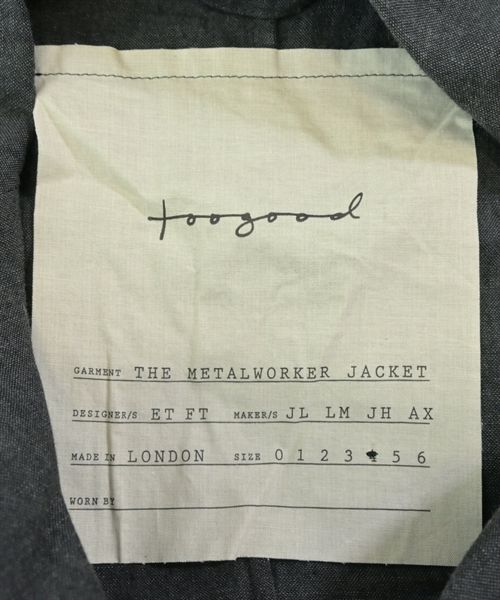 toogood
GARMENT THE METALWORKER JACKET
DESIGNER/S ET FT MAKER/S JL LM JH AX
MADE IN LONDON SIZE 0 1 2 3 4 5 6
WORN BY